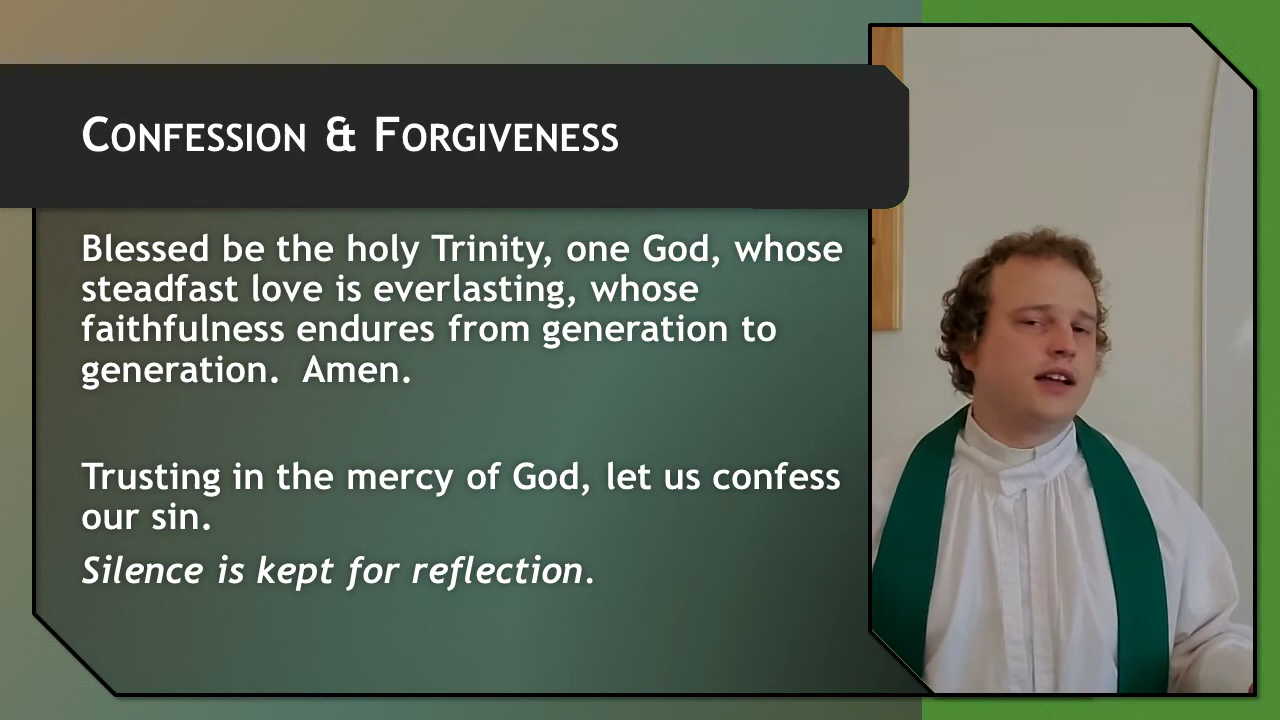 Confession & Forgiveness
Blessed be the holy Trinity, one God, whose
steadfast love is everlasting, whose
faithfulness endures from generation to
generation.  Amen.
Trusting in the mercy of God, let us confess
our sin.
Silence is kept for reflection.